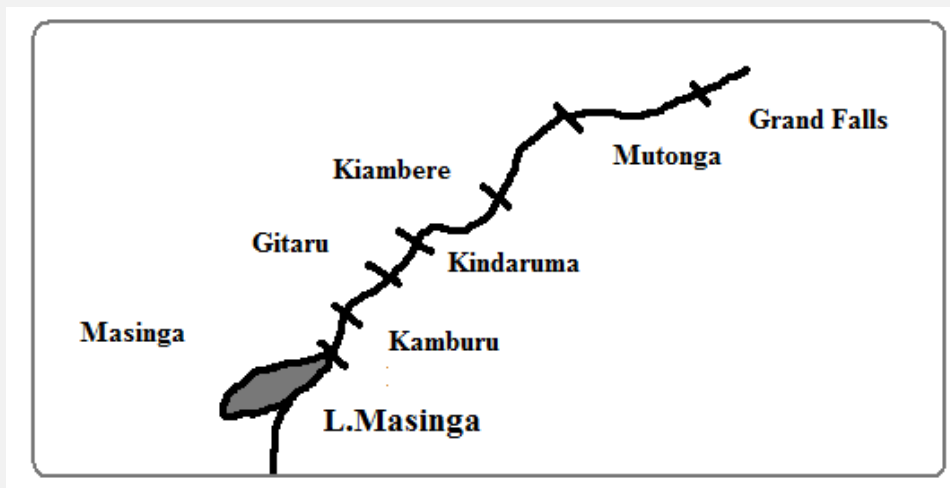 Grand Falls
Mutonga
Kiambere
Gitaru
Kindaruma
Masinga
Kamburu
L.Masinga